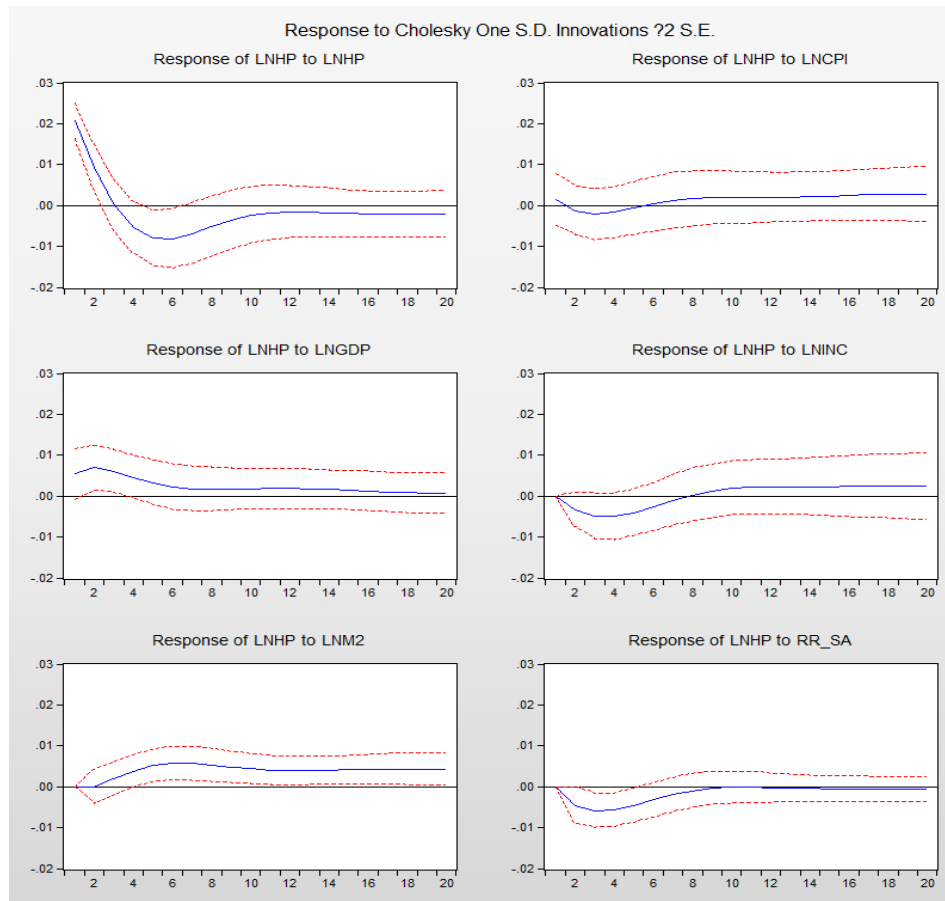 Response to Cholesky One S.D. Innovations ?2 S.E.
Response of LNHP to LNHP
.03
.02
.01
.00
-.01
-.02
2 4 6 8 10 12 14 16 18 20
Response of LNHP to LNCPI
.03
.02
.01
.00
-.01
-.02
2 4 6 8 10 12 14 16 18 20
Response of LNHP to LNGDP
.03
.02
.01
.00
-.01
-.02
2 4 6 8 10 12 14 16 18 20
Response of LNHP to LNINC
.03
.02
.01
.00
-.01
-.02
2 4 6 8 10 12 14 16 18 20
Response of LNHP to LNM2
.03
.02
.01
.00
-.01
-.02
2 4 6 8 10 12 14 16 18 20
Response of LNHP to RR_SA
.03
.02
.01
.00
-.01
-.02
2 4 6 8 10 12 14 16 18 20